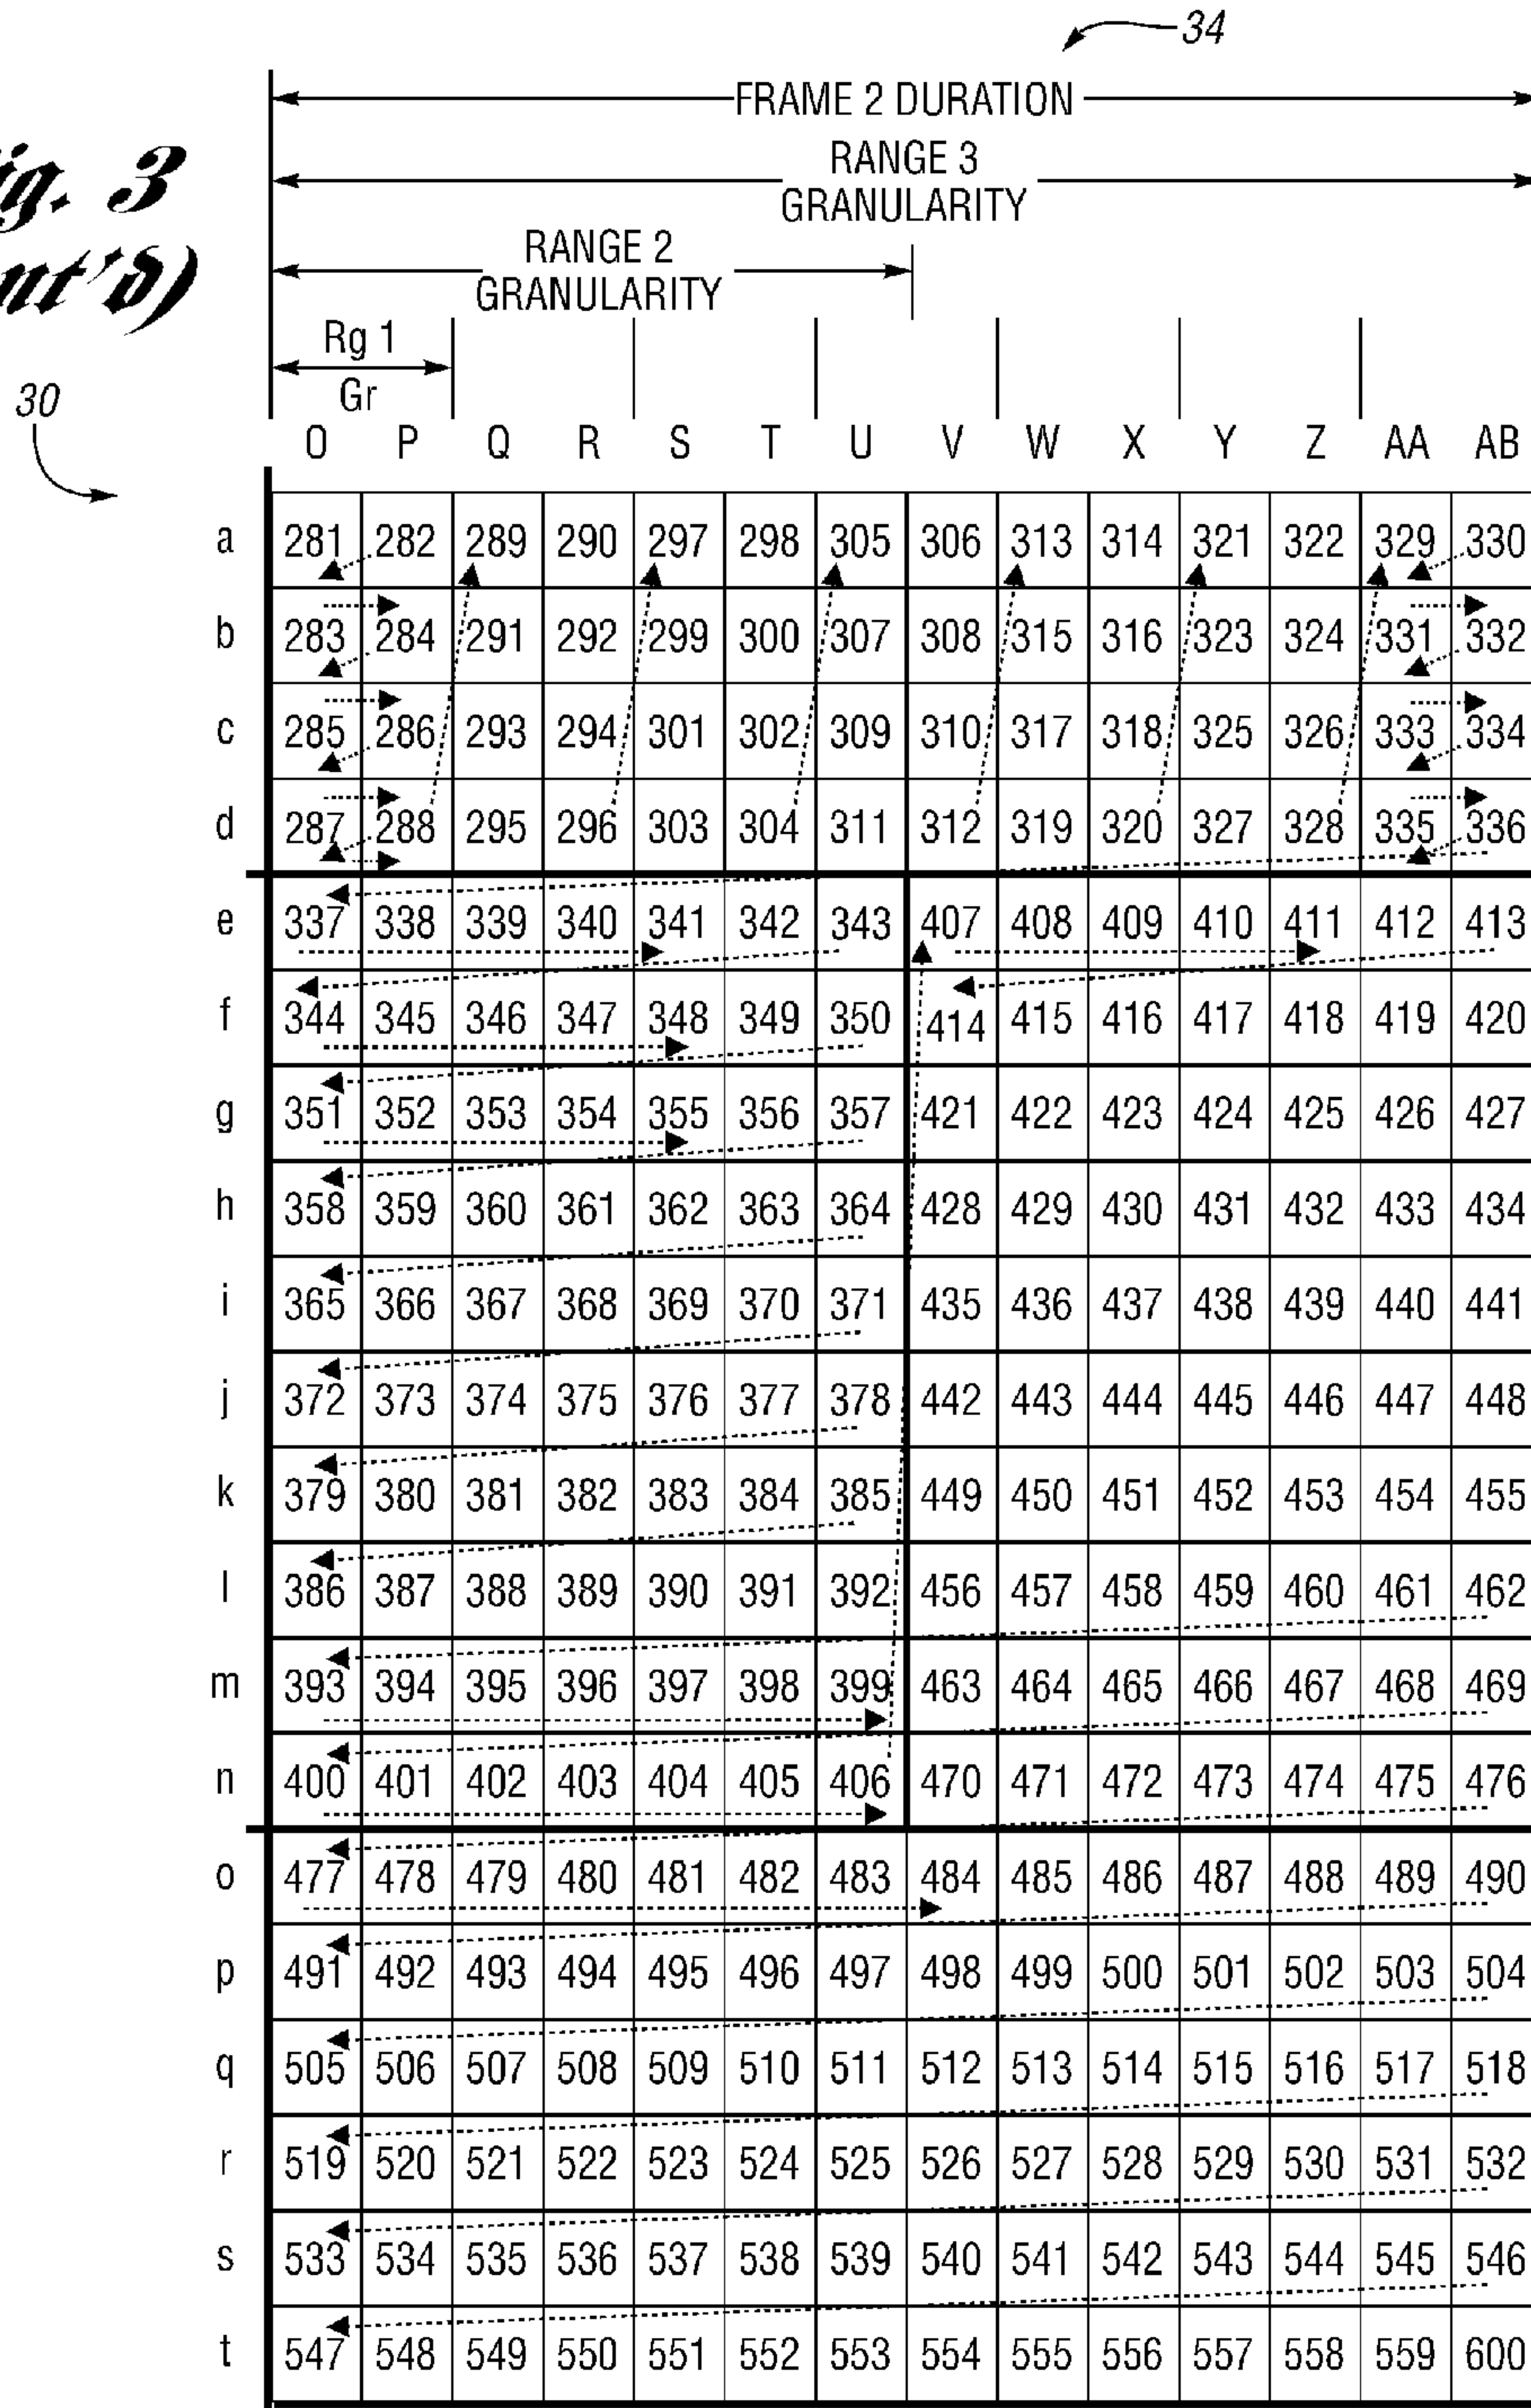 34
FRAME 2 DURATION
ig. 3
RANGE 3
GRANULARITY
nt'd)
RANGE 2
GRANULARITY
Rg 1
Gr
30
O P Q R S T U V W X Y Z AA AB
a 281 282 289 290 297 298 305 306 313 314 321 322 329 330
b 283 284 291 292 299 300 307 308 315 316 323 324 331 332
c 285 286 293 294 301 302 309 310 317 318 325 326 333 334
d 287 288 295 296 303 304 311 312 319 320 327 328 335 336
e 337 338 339 340 341 342 343 407 408 409 410 411 412 413
f 344 345 346 347 348 349 350 414 415 416 417 418 419 420
g 351 352 353 354 355 356 357 421 422 423 424 425 426 427
h 358 359 360 361 362 363 364 428 429 430 431 432 433 434
i 365 366 367 368 369 370 371 435 436 437 438 439 440 441
j 372 373 374 375 376 377 378 442 443 444 445 446 447 448
k 379 380 381 382 383 384 385 449 450 451 452 453 454 455
l 386 387 388 389 390 391 392 456 457 458 459 460 461 462
m 393 394 395 396 397 398 399 463 464 465 466 467 468 469
n 400 401 402 403 404 405 406 470 471 472 473 474 475 476
o 477 478 479 480 481 482 483 484 485 486 487 488 489 490
p 491 492 493 494 495 496 497 498 499 500 501 502 503 504
q 505 506 507 508 509 510 511 512 513 514 515 516 517 518
r 519 520 521 522 523 524 525 526 527 528 529 530 531 532
s 533 534 535 536 537 538 539 540 541 542 543 544 545 546
t 547 548 549 550 551 552 553 554 555 556 557 558 559 600